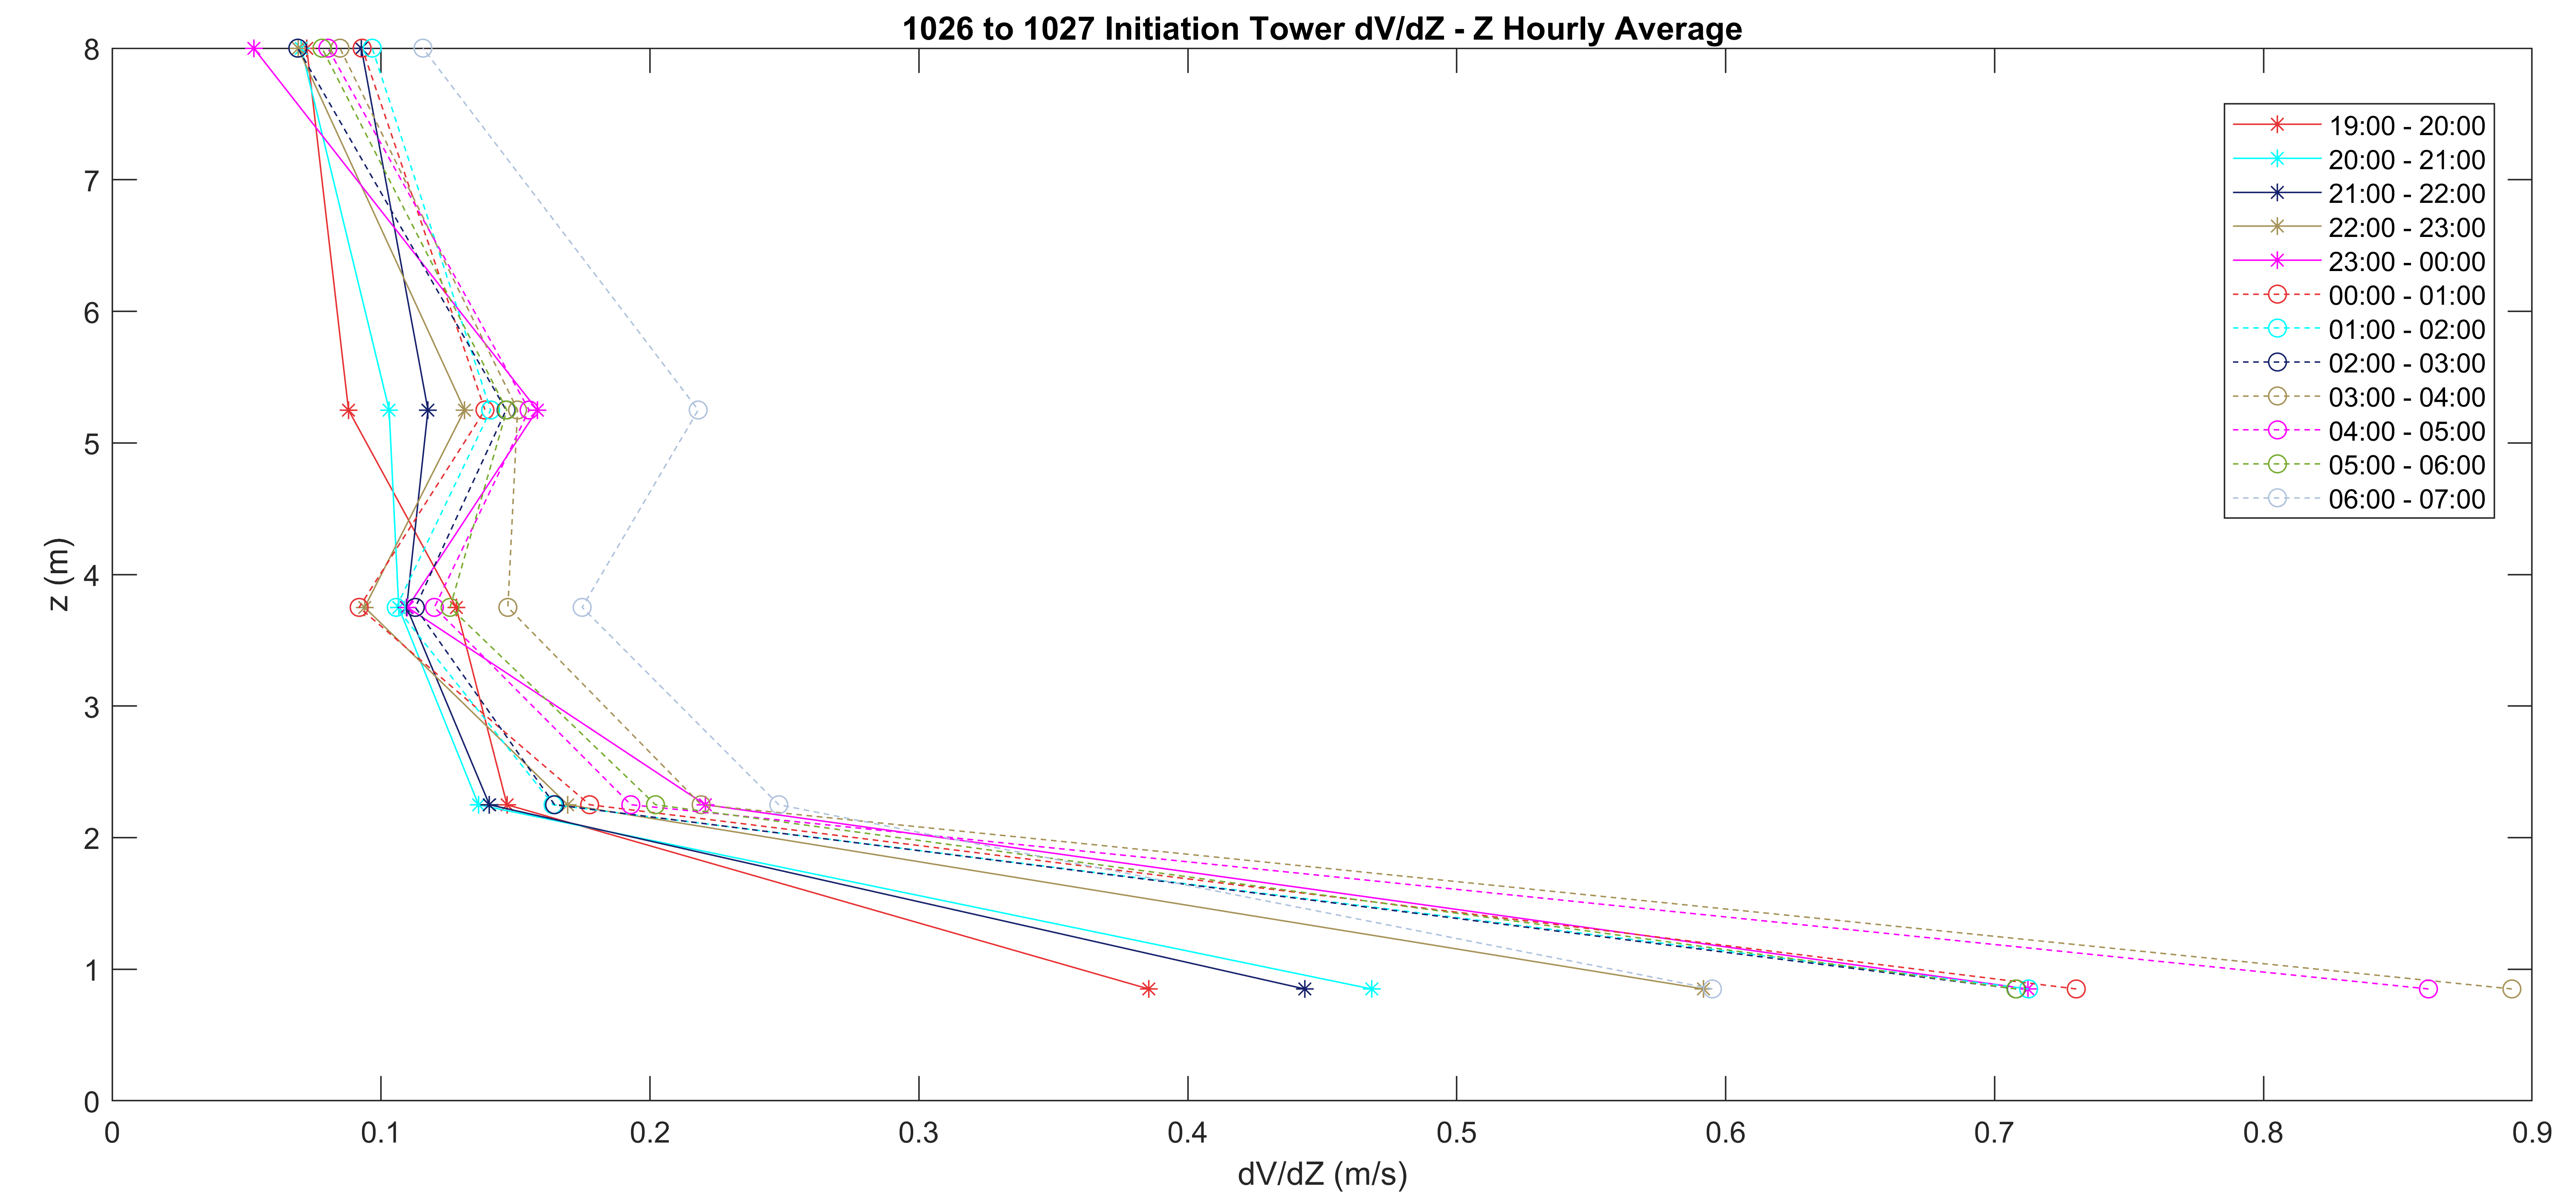 1026 to 1027 Initiation Tower dV/dZ - Z Hourly Average
8
7
6
5
4
3
2
1
0
z (m)
19:00 - 20:00
20:00 - 21:00
21:00 - 22:00
22:00 - 23:00
23:00 - 00:00
00:00 - 01:00
01:00 - 02:00
02:00 - 03:00
03:00 - 04:00
04:00 - 05:00
05:00 - 06:00
06:00 - 07:00
0 0.1 0.2 0.3 0.4 0.5 0.6 0.7 0.8 0.9
dV/dZ (m/s)